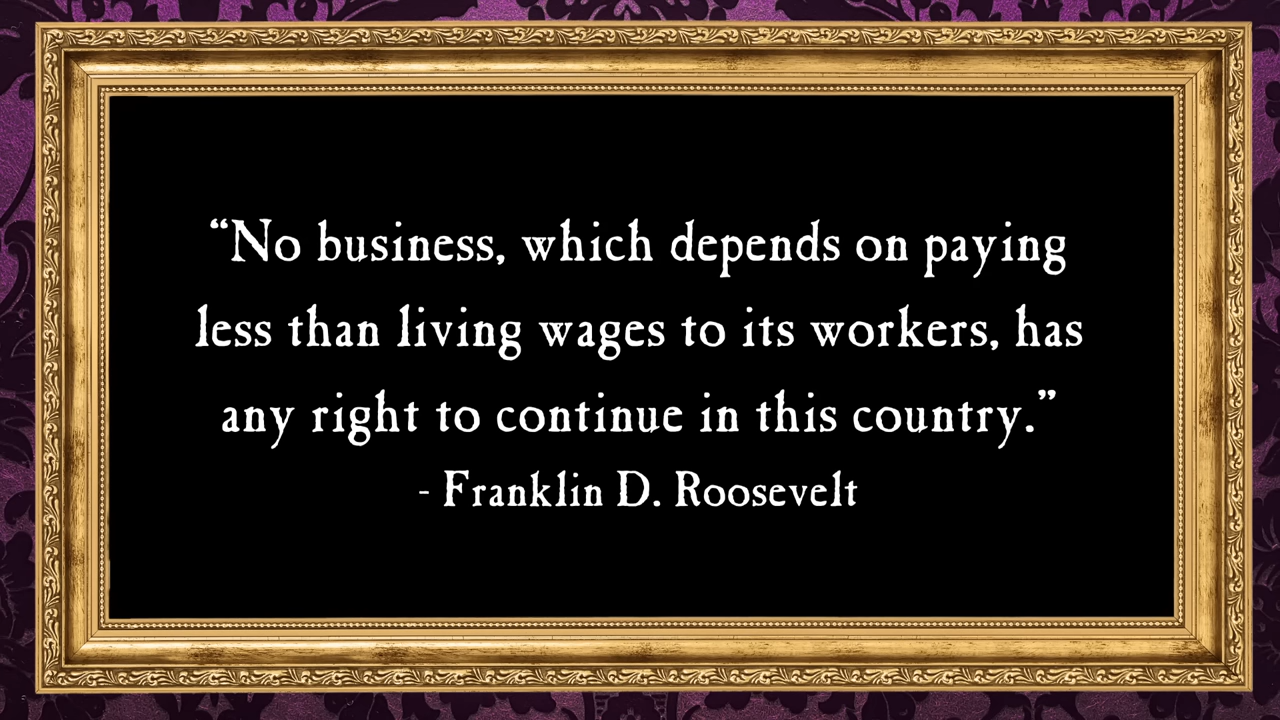 “No business, which depends on paying
less than living wages to its workers, has
any right to continue in this country.”
- Franklin D. Roosevelt